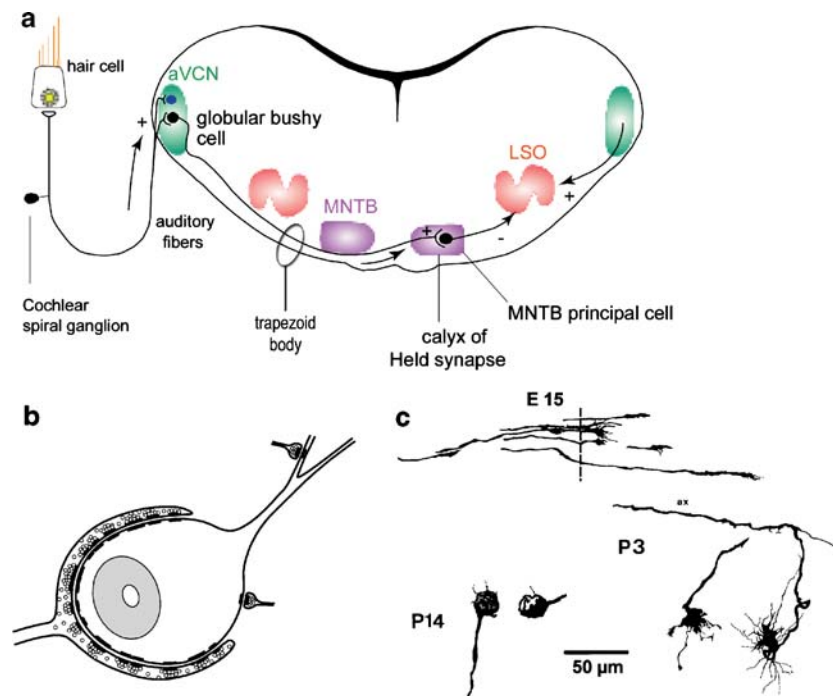 a
hair cell
aVCN
+
globular bushy
cell
LSO
MNTB
+
+
-
auditory
fibers
Cochlear
spiral ganglion
trapezoid
body
calyx of
Held synapse
MNTB principal cell
b
c
E 15
ax
P3
P14
50 µm